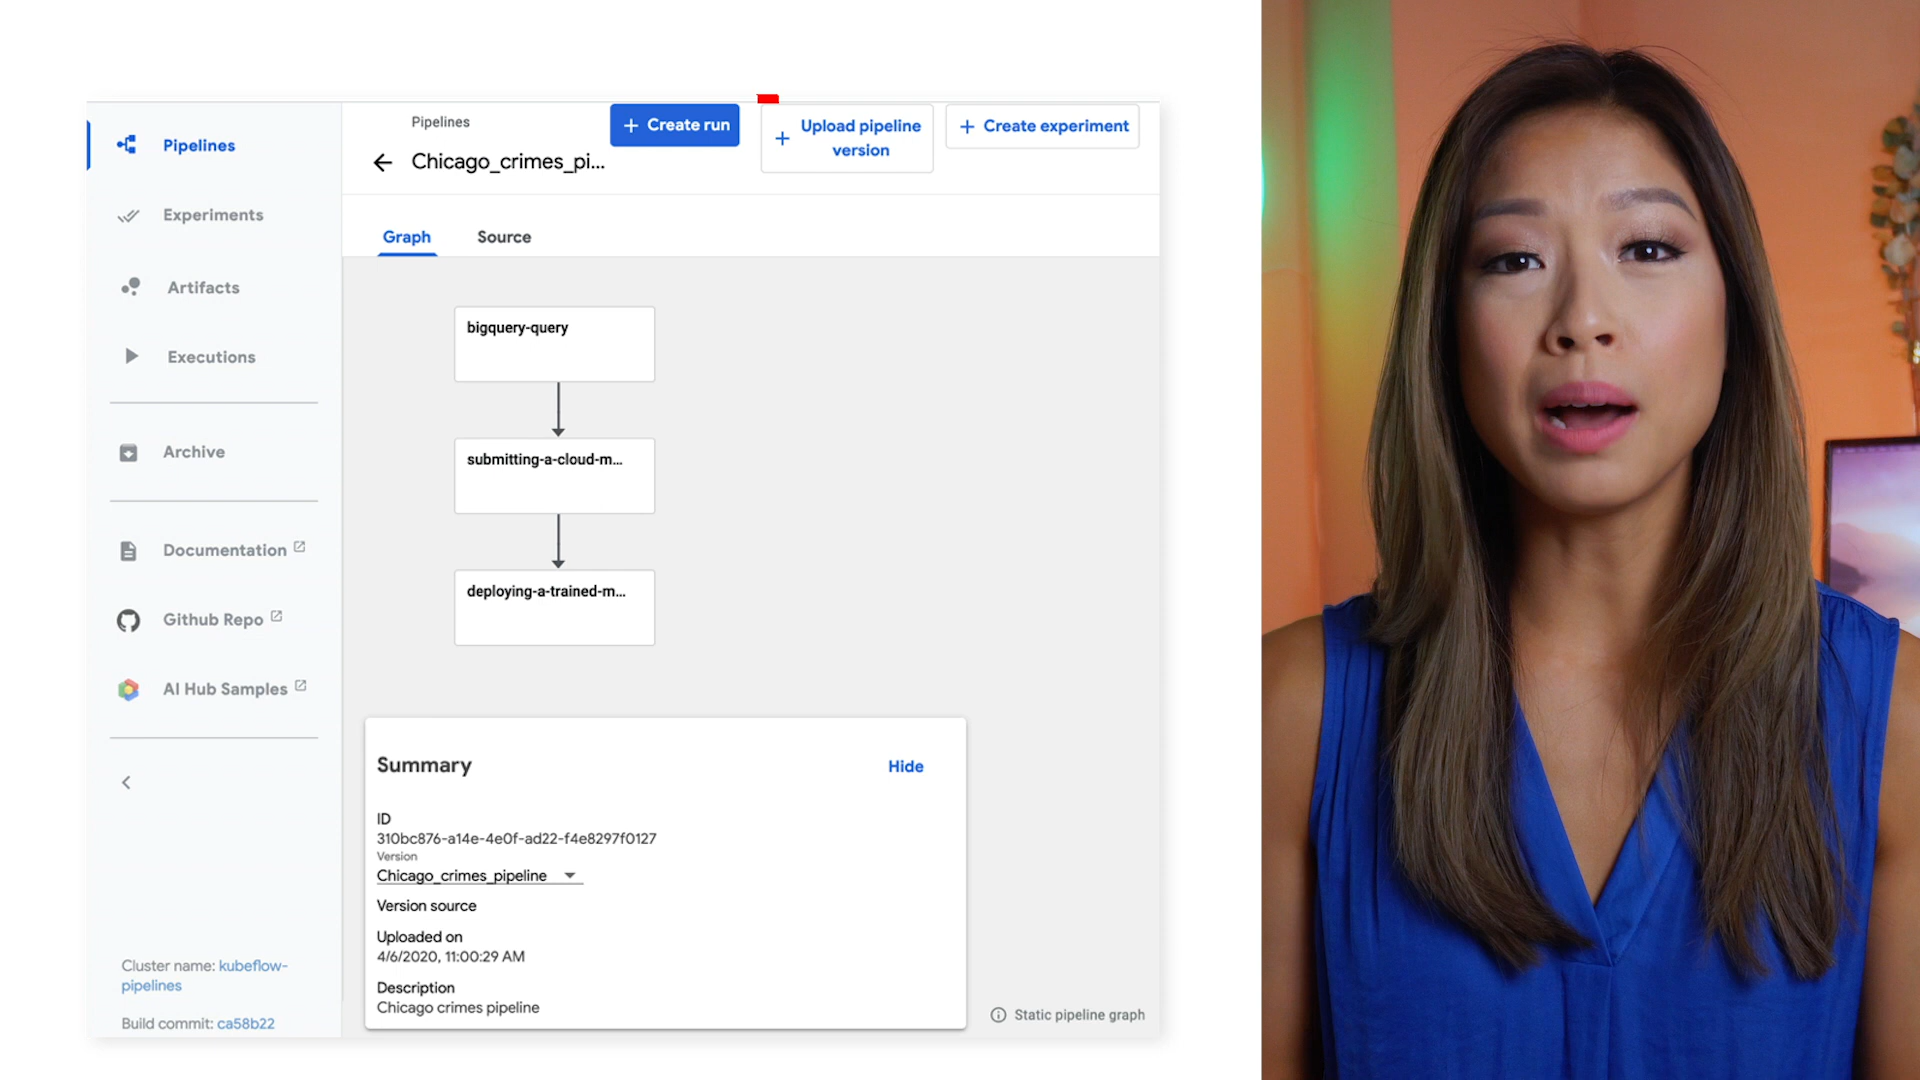 Pipelines
Experiments
Artifacts
Executions
Archive
Documentation
Github Repo
AI Hub Samples
Cluster name: kubeflow-
pipelines
Build commit: ca58b22
Pipelines
Chicago_crimes_pi...
+ Create run
+ Upload pipeline
version
+ Create experiment
Graph
Source
bigquery-query
submitting-a-cloud-m...
deploying-a-trained-m...
Summary
Hide
ID
310bc876-a14e-4e0f-ad22-f4e8297f0127
Version
Chicago_crimes_pipeline
Version source
Uploaded on
4/6/2020, 11:00:29 AM
Description
Chicago crimes pipeline
Static pipeline graph